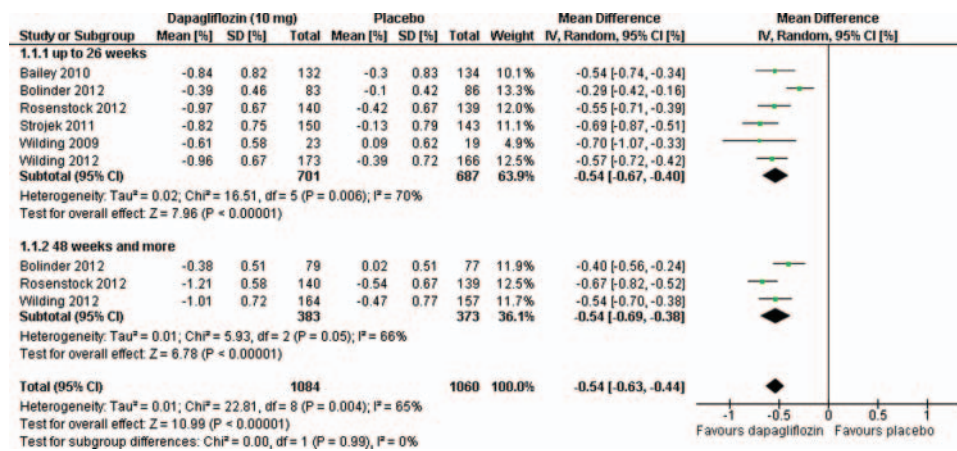 Dapagliflozin (10 mg) Placebo Mean Difference Mean Difference
Study or Subgroup Mean [%] SD [%] Total Mean [%] SD [%] Total Weight IV, Random, 95% CI [%] IV, Random, 95% CI [%]
1.1.1 up to 26 weeks
Bailey 2010 -0.84 0.82 132 -0.3 0.83 134 10.1% -0.54 [-0.74, -0.34]
Bolinder 2012 -0.39 0.46 83 -0.1 0.42 86 13.3% -0.29 [-0.42, -0.16]
Rosenstock 2012 -0.97 0.67 140 -0.42 0.67 139 12.0% -0.55 [-0.71, -0.39]
Strojek 2011 -0.82 0.75 150 -0.13 0.79 143 11.1% -0.69 [-0.87, -0.51]
Wilding 2009 -0.61 0.58 23 0.09 0.62 19 4.9% -0.70 [-1.07, -0.33]
Wilding 2012 -0.96 0.67 173 -0.39 0.72 166 12.5% -0.57 [-0.72, -0.42]
Subtotal (95% CI) 701 687 63.9% -0.54 [-0.67, -0.40]
Heterogeneity: Tau² = 0.02; Chi² = 16.51, df = 5 (P = 0.006); I² = 70%
Test for overall effect: Z = 7.96 (P < 0.00001)
1.1.2 48 weeks and more
Bolinder 2012 -0.38 0.51 79 0.02 0.51 77 11.9% -0.40 [-0.56, -0.24]
Rosenstock 2012 -1.21 0.58 140 -0.54 0.67 139 12.5% -0.67 [-0.82, -0.52]
Wilding 2012 -1.01 0.72 164 -0.47 0.77 157 11.7% -0.54 [-0.70, -0.38]
Subtotal (95% CI) 383 373 36.1% -0.54 [-0.69, -0.38]
Heterogeneity: Tau² = 0.01; Chi² = 5.93, df = 2 (P = 0.05); I² = 66%
Test for overall effect: Z = 6.78 (P < 0.00001)
Total (95% CI) 1084 1060 100.0% -0.54 [-0.63, -0.44]
Heterogeneity: Tau² = 0.01; Chi² = 22.81, df = 8 (P = 0.004); I² = 65%
Test for overall effect: Z = 10.99 (P < 0.00001)
Test for subgroup differences: Chi² = 0.00, df = 1 (P = 0.99), I² = 0%
-1 -0.5 0 0.5 1
Favours dapagliflozin Favours placebo